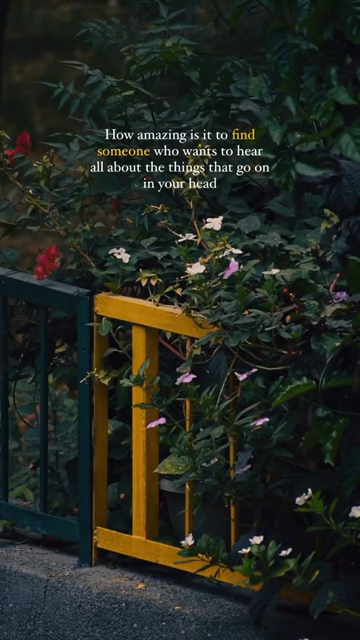 How amazing is it to find
someone who wants to hear
all about the things that go on
in your head